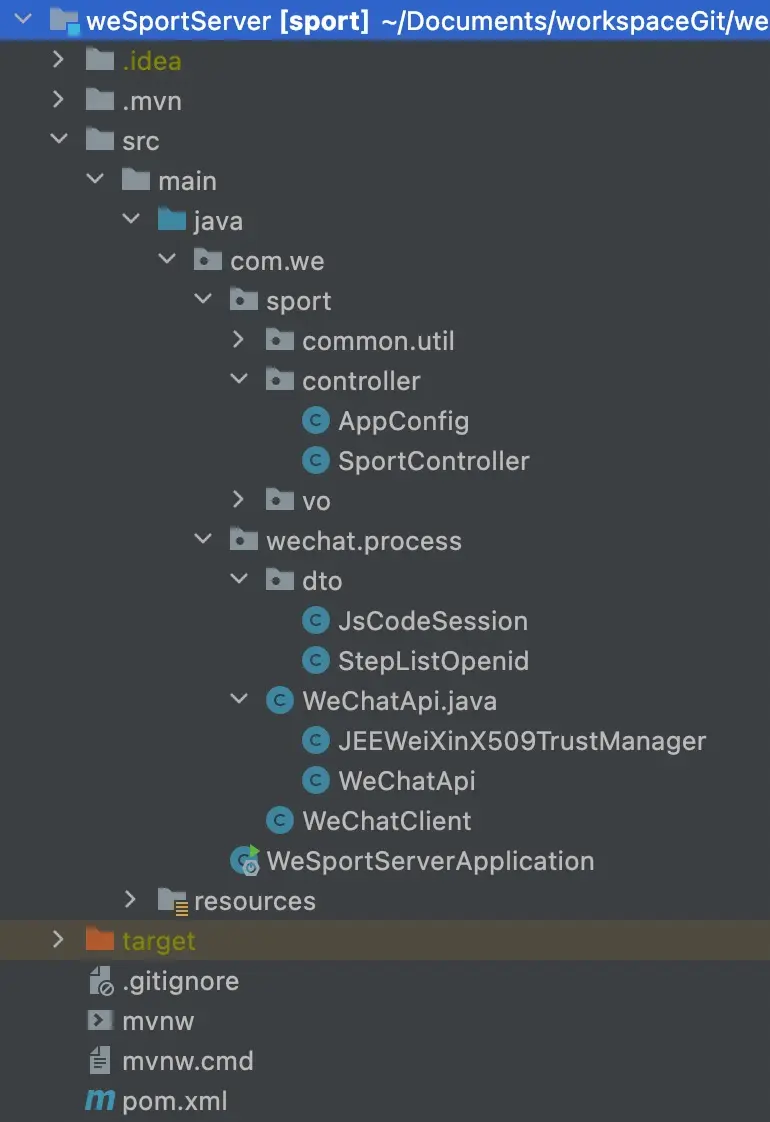 weSportServer [sport] ~/Documents/workspaceGit/we
.idea
.mvn
src
main
java
com.we
sport
common.util
controller
AppConfig
SportController
vo
wechat.process
dto
JsCodeSession
StepListOpenid
WeChatApi.java
JEEWeiXinX509TrustManager
WeChatApi
WeChatClient
WeSportServerApplication
resources
target
.gitignore
mvnw
mvnw.cmd
pom.xml